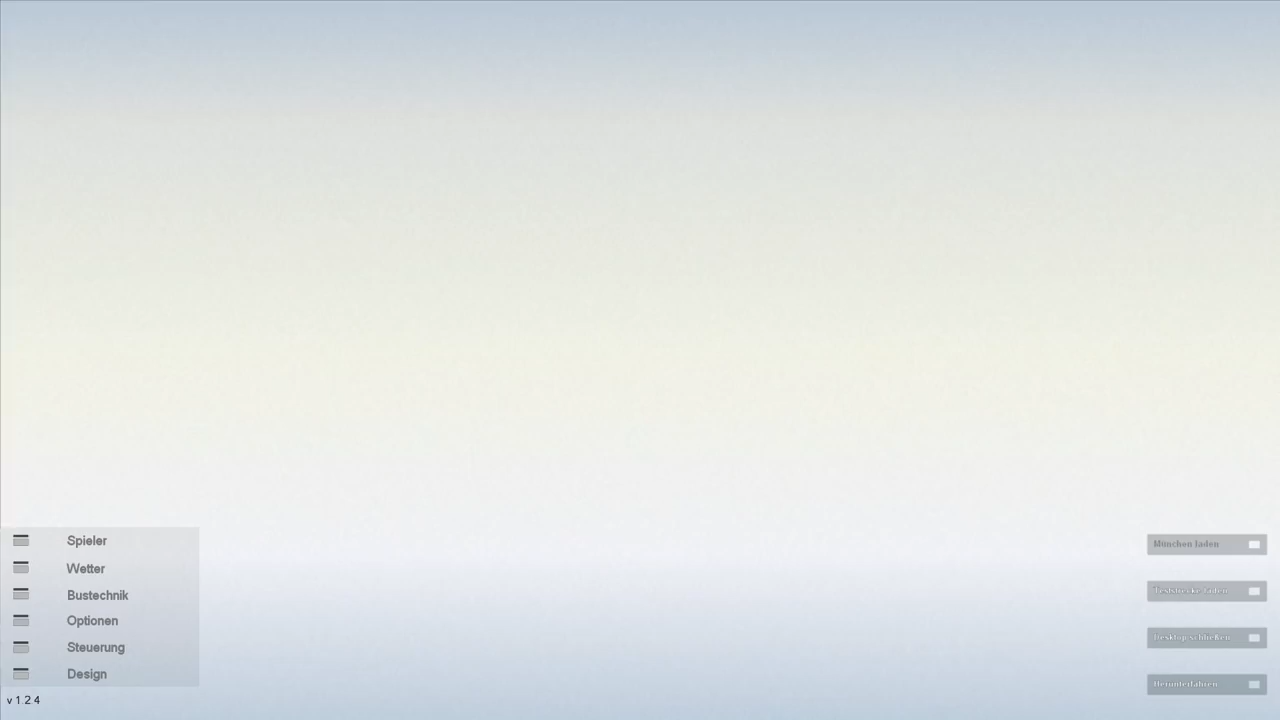 Spieler
Wetter
Bustechnik
Optionen
Steuerung
Design
v 1.2 4
München laden
Teststrecke laden
Desktop schließen
Herunterfahren